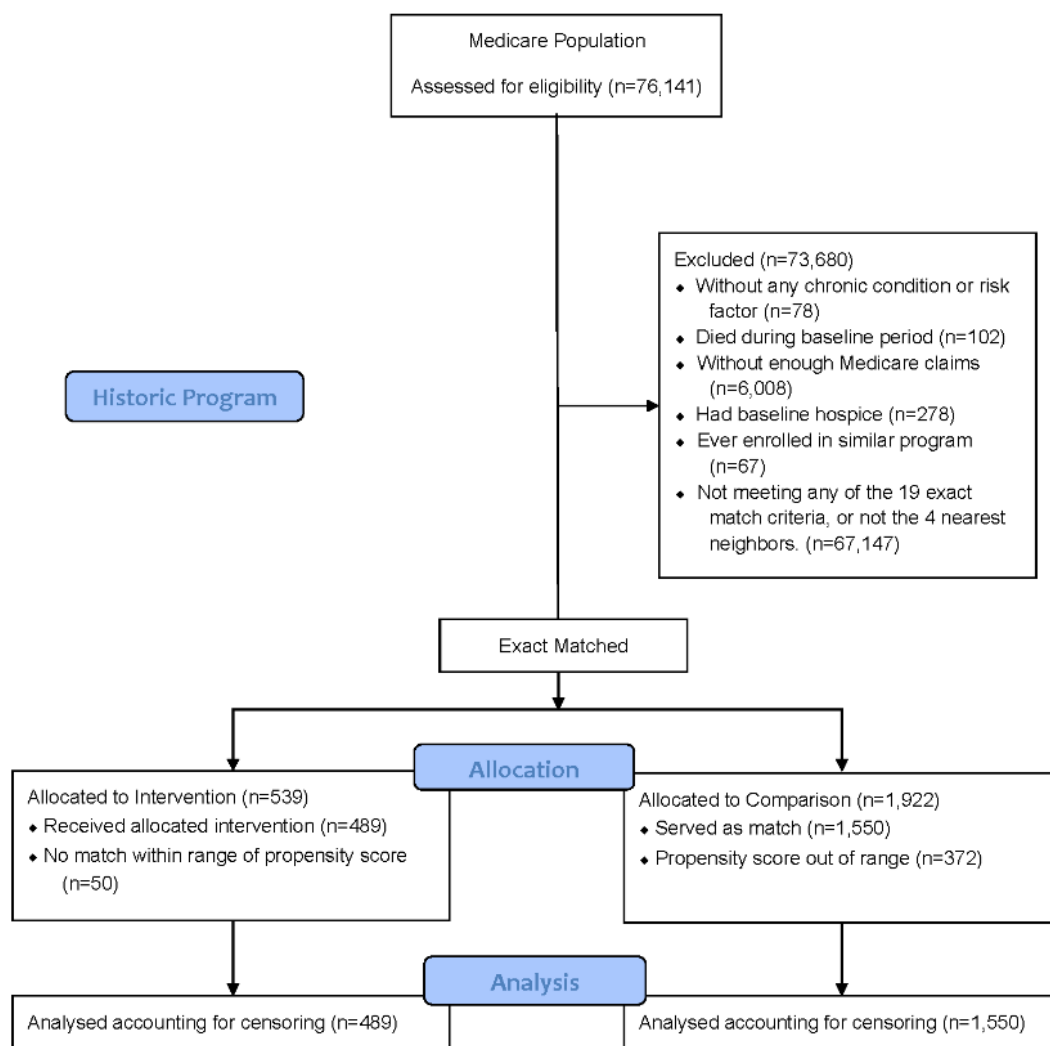 Medicare Population
Assessed for eligibility (n=76,141)
Excluded (n=73,680)
⬥ Without any chronic condition or risk
factor (n=78)
⬥ Died during baseline period (n=102)
⬥ Without enough Medicare claims
(n=6,008)
⬥ Had baseline hospice (n=278)
⬥ Ever enrolled in similar program
(n=67)
⬥ Not meeting any of the 19 exact
match criteria, or not the 4 nearest
neighbors. (n=67,147)
Historic Program
Exact Matched
Allocation
Allocated to Intervention (n=539)
⬥ Received allocated intervention (n=489)
⬥ No match within range of propensity score
(n=50)
Allocated to Comparison (n=1,922)
⬥ Served as match (n=1,550)
⬥ Propensity score out of range (n=372)
Analysis
Analysed accounting for censoring (n=489)
Analysed accounting for censoring (n=1,550)